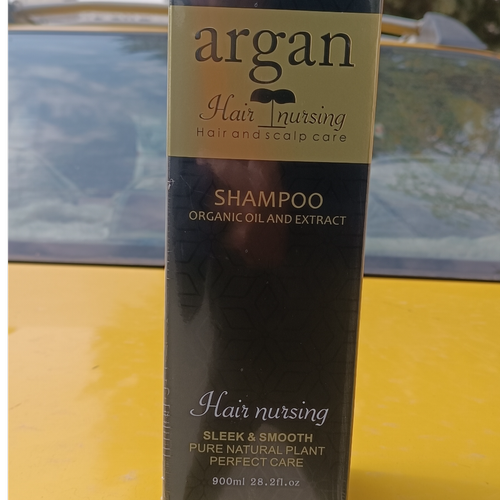 argan
Hair nursing
Hair and scalp care
SHAMPOO
ORGANIC OIL AND EXTRACT
Hair nursing
SLEEK & SMOOTH
PURE NATURAL PLANT
PERFECT CARE
900ml 28.2fl.oz